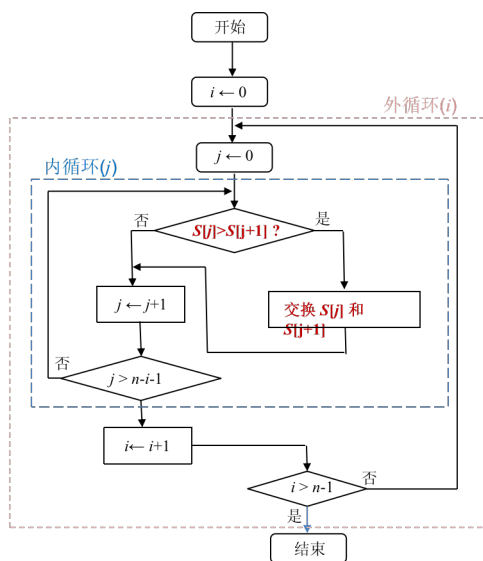 开始
i ← 0
外循环(i)
j ← 0
内循环(j)
否
S[j]>S[j+1] ?
是
j ← j+1
交换 S[j] 和
S[j+1]
否
j > n-i-1
i← i+1
i > n-1
否
是
结束